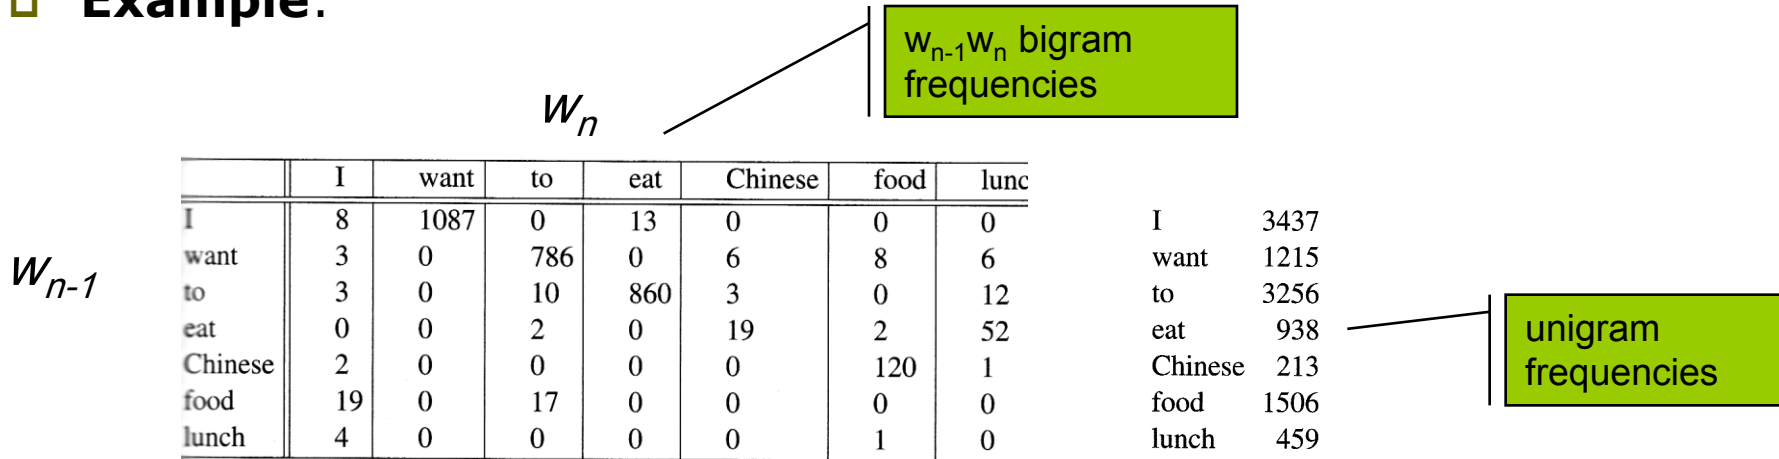 Example:
wn-1wn bigram
frequencies
wn
I want to eat Chinese food lunc
I 8 1087 0 13 0 0 0
want 3 0 786 0 6 8 6
to 3 0 10 860 3 0 12
eat 0 0 2 0 19 2 52
Chinese 2 0 0 0 0 120 1
food 19 0 17 0 0 0 0
lunch 4 0 0 0 0 1 0
wn-1
I 3437
want 1215
to 3256
eat 938
Chinese 213
food 1506
lunch 459
unigram
frequencies